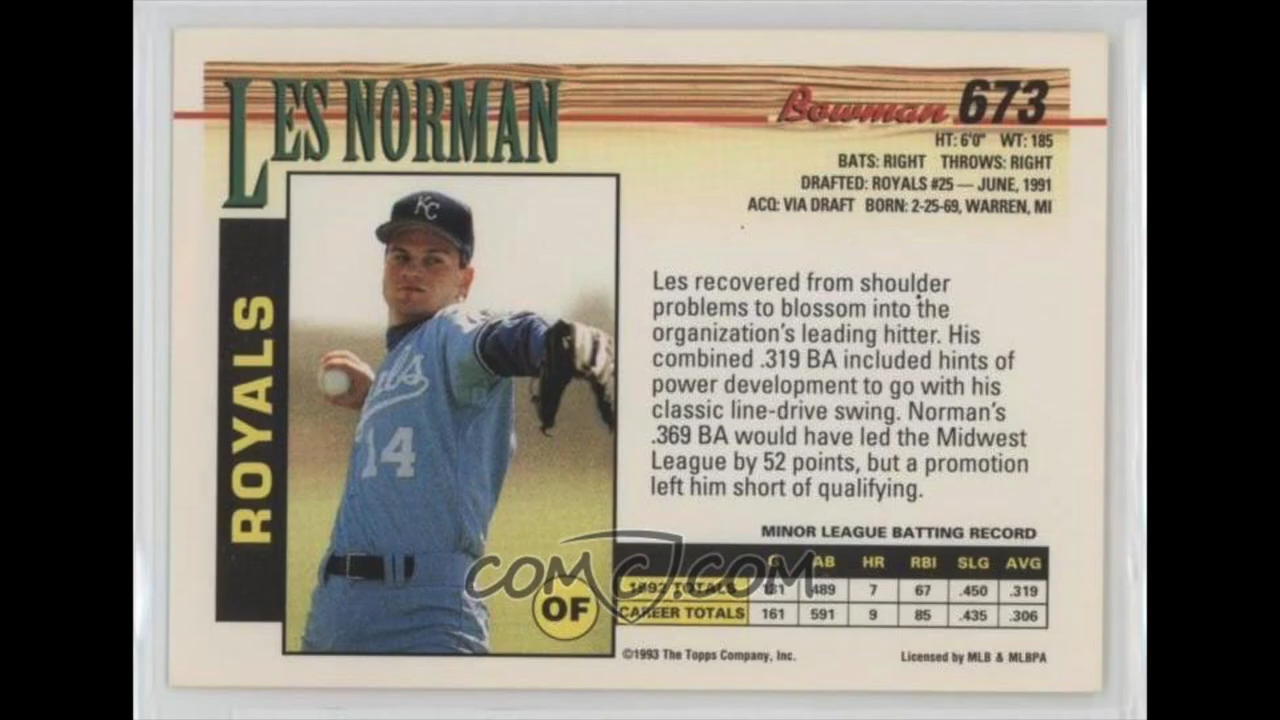 LES NORMAN
Bowman 673
HT: 6'0" WT: 185
BATS: RIGHT THROWS: RIGHT
DRAFTED: ROYALS #25 — JUNE, 1991
ACQ: VIA DRAFT BORN: 2-25-69, WARREN, MI
KC
Royals
14
ROYALS
Les recovered from shoulder
problems to blossom into the
organization's leading hitter. His
combined .319 BA included hints of
power development to go with his
classic line-drive swing. Norman's
.369 BA would have led the Midwest
League by 52 points, but a promotion
left him short of qualifying.
MINOR LEAGUE BATTING RECORD
G AB HR RBI SLG AVG
1992 TOTALS 131 489 7 67 .450 .319
CAREER TOTALS 161 591 9 85 .435 .306
OF
COMC.COM
©1993 The Topps Company, Inc. Licensed by MLB & MLBPA